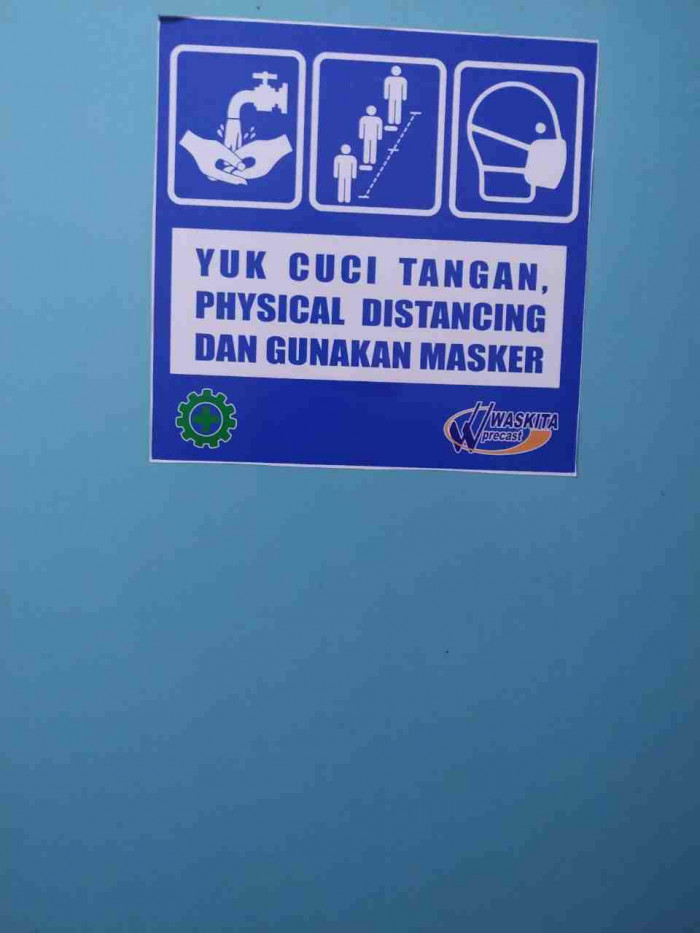 YUK CUCI TANGAN,
PHYSICAL DISTANCING
DAN GUNAKAN MASKER
WASKITA
precast